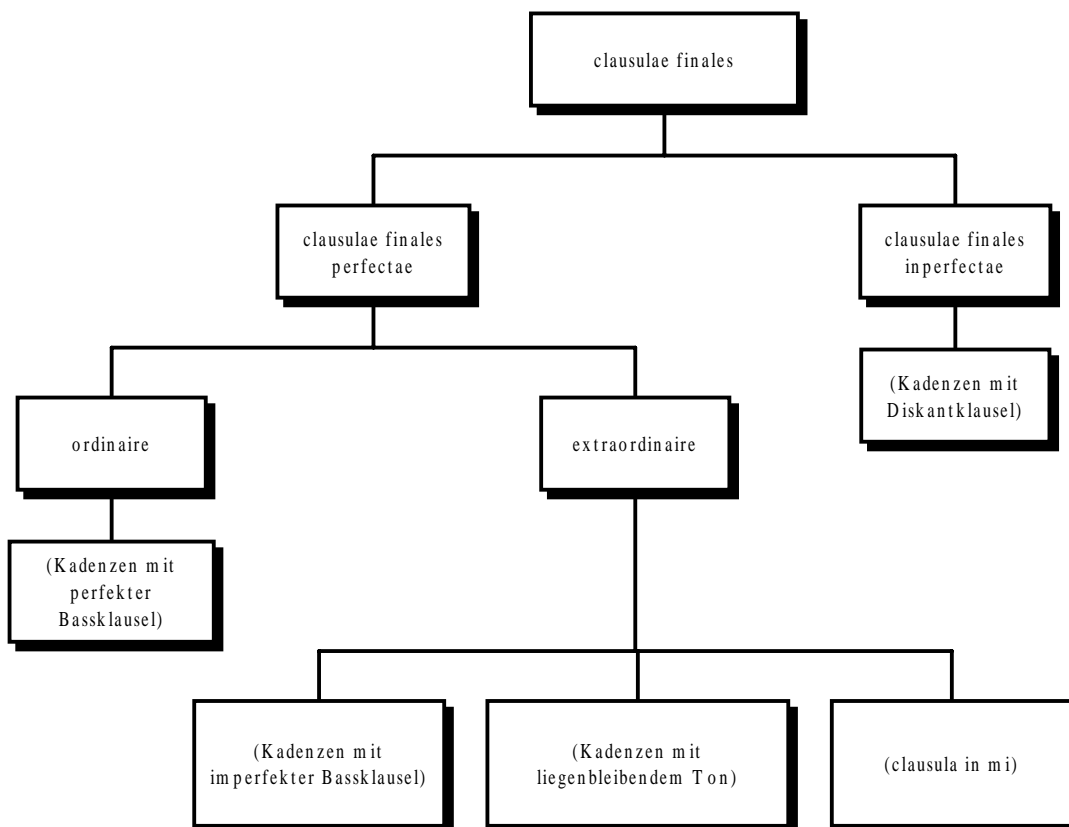 clausulae finales
clausulae finales
perfectae
clausulae finales
inperfectae
(Kadenzen mit
Diskantklausel)
ordinaire
extraordinaire
(Kadenzen mit
perfekter
Bassklausel)
(Kadenzen mit
imperfekter Bassklausel)
(Kadenzen mit
liegenbleibendem Ton)
(clausula in mi)